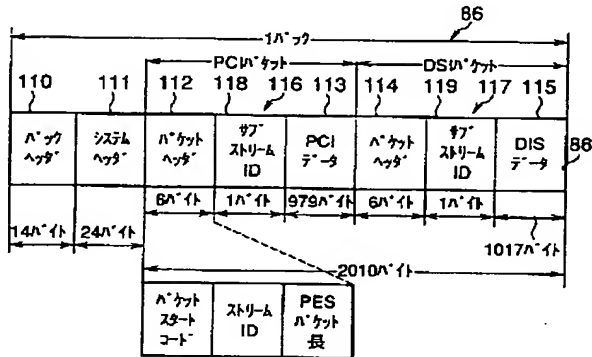 86
1パック
PCIパケット
DSIパケット
110
111
112
118
116
113
114
119
117
115
パック
ヘッダ
システム
ヘッダ
パケット
ヘッダ
サブ
ストリーム
ID
PCI
データ
パケット
ヘッダ
サブ
ストリーム
ID
DIS
データ
86
6バイト
1バイト
979バイト
6バイト
1バイト
14バイト
24バイト
1017バイト
2010バイト
パケット
スタート
コード
ストリーム
ID
PES
パケット
長